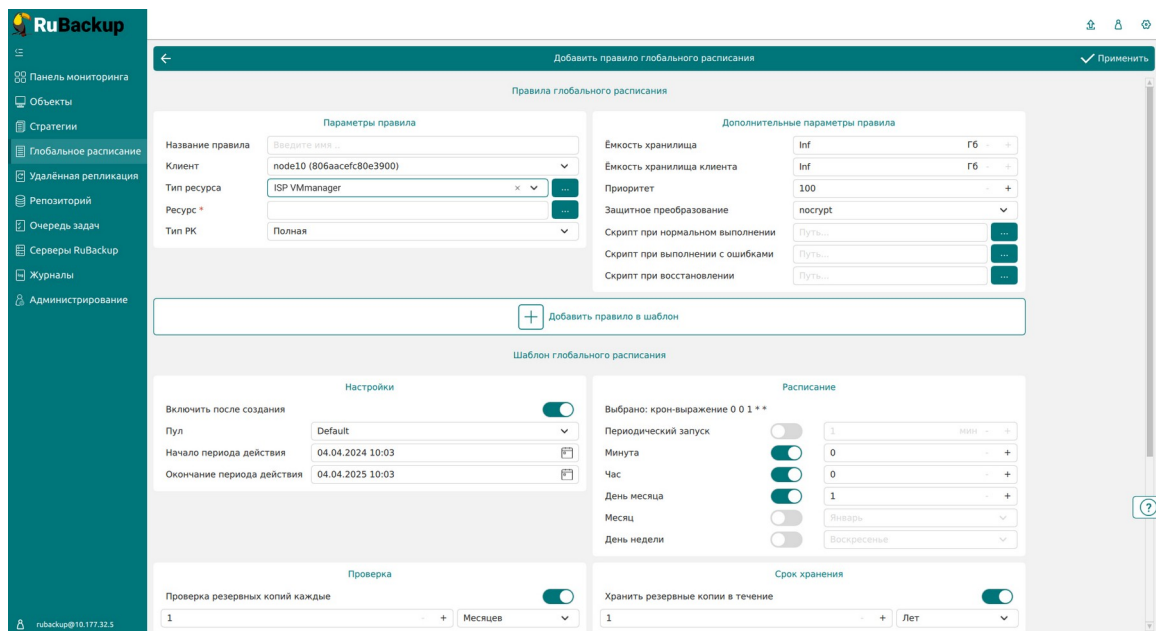 RuBackup
Панель мониторинга
Объекты
Стратегии
Глобальное расписание
Удалённая репликация
Репозиторий
Очередь задач
Серверы RuBackup
Журналы
Администрирование
rubackup@10.177.32.5
Добавить правило глобального расписания
Применить
Правила глобального расписания
Параметры правила
Название правила Введите имя ...
Клиент node10 (806aacefc80e3900)
Тип ресурса ISP VMmanager × ...
Ресурс * ...
Тип РК Полная
Дополнительные параметры правила
Ёмкость хранилища Inf Гб - +
Ёмкость хранилища клиента Inf Гб - +
Приоритет 100 - +
Защитное преобразование nocrypt
Скрипт при нормальном выполнении Путь... ...
Скрипт при выполнении с ошибками Путь... ...
Скрипт при восстановлении Путь... ...
+ Добавить правило в шаблон
Шаблон глобального расписания
Настройки
Включить после создания
Пул Default
Начало периода действия 04.04.2024 10:03
Окончание периода действия 04.04.2025 10:03
Расписание
Выбрано: крон-выражение 0 0 1 * *
Периодический запуск 1 мин - +
Минута 0 - +
Час 0 - +
День месяца 1 - +
Месяц Январь
День недели Воскресенье
?
Проверка
Проверка резервных копий каждые
1 - + Месяцев
Срок хранения
Хранить резервные копии в течение
1 - + Лет